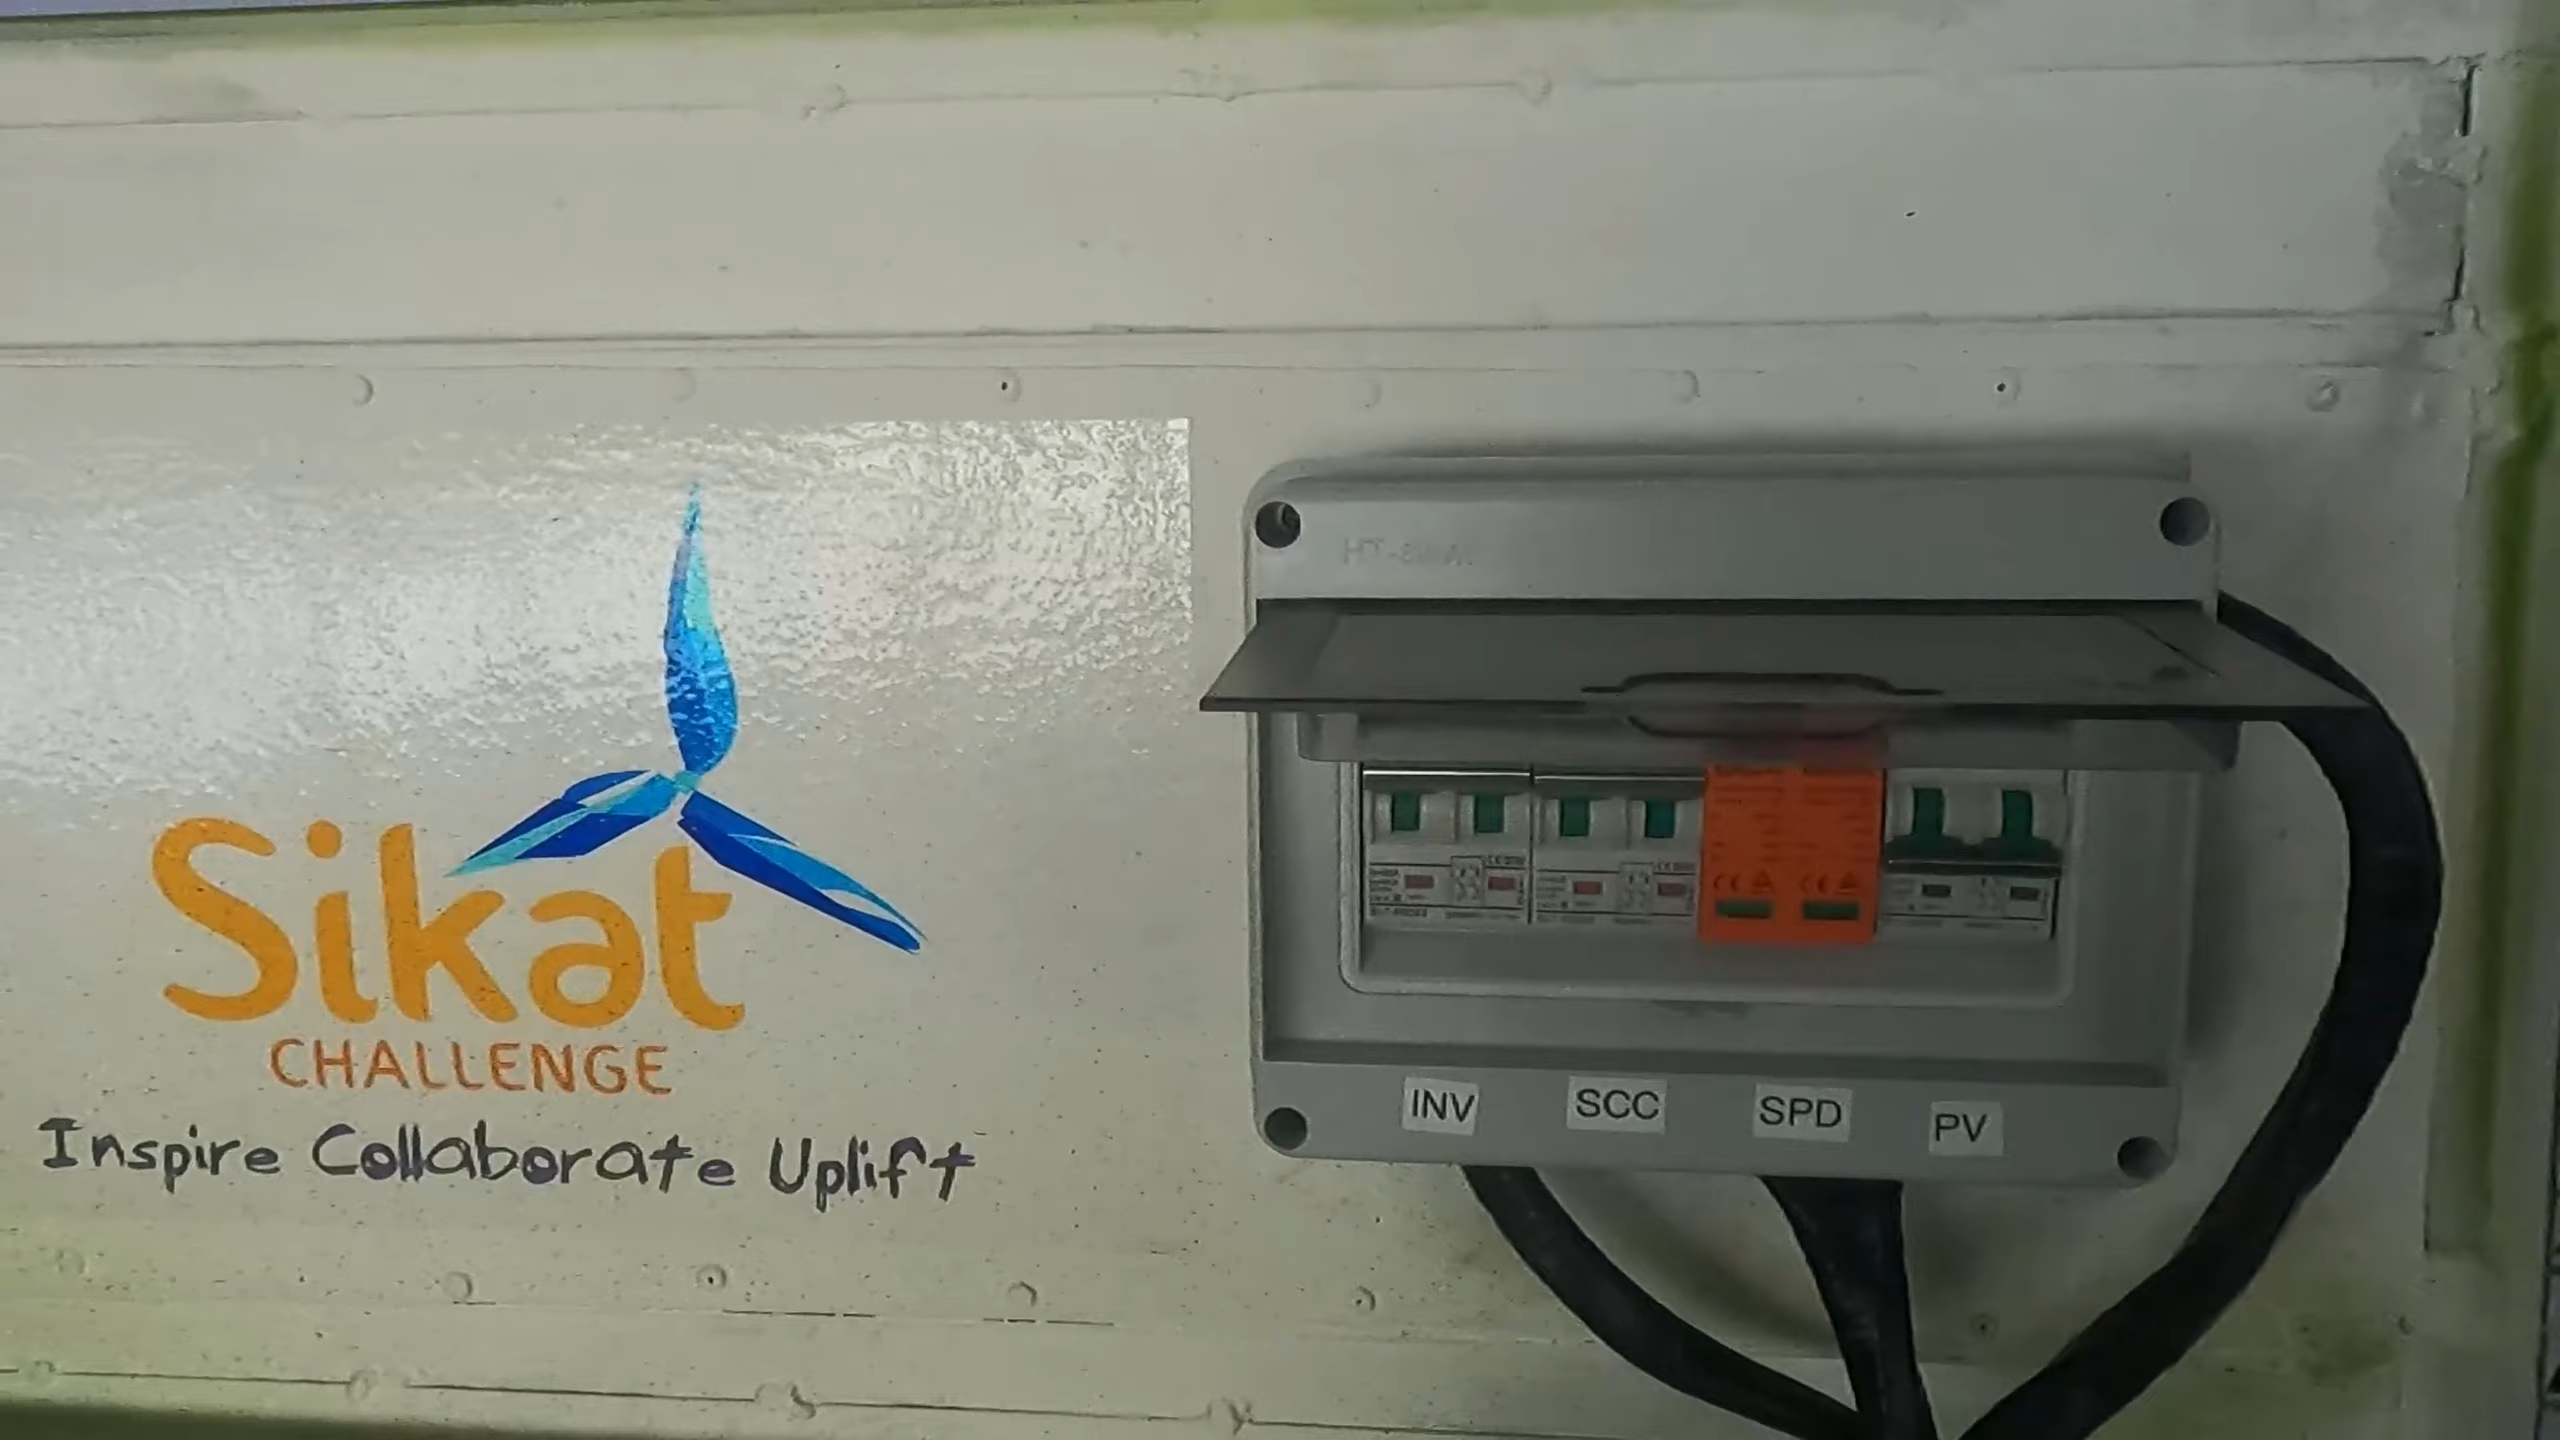 Sikat
CHALLENGE
Inspire Collaborate Uplift
INV
SCC
SPD
PV